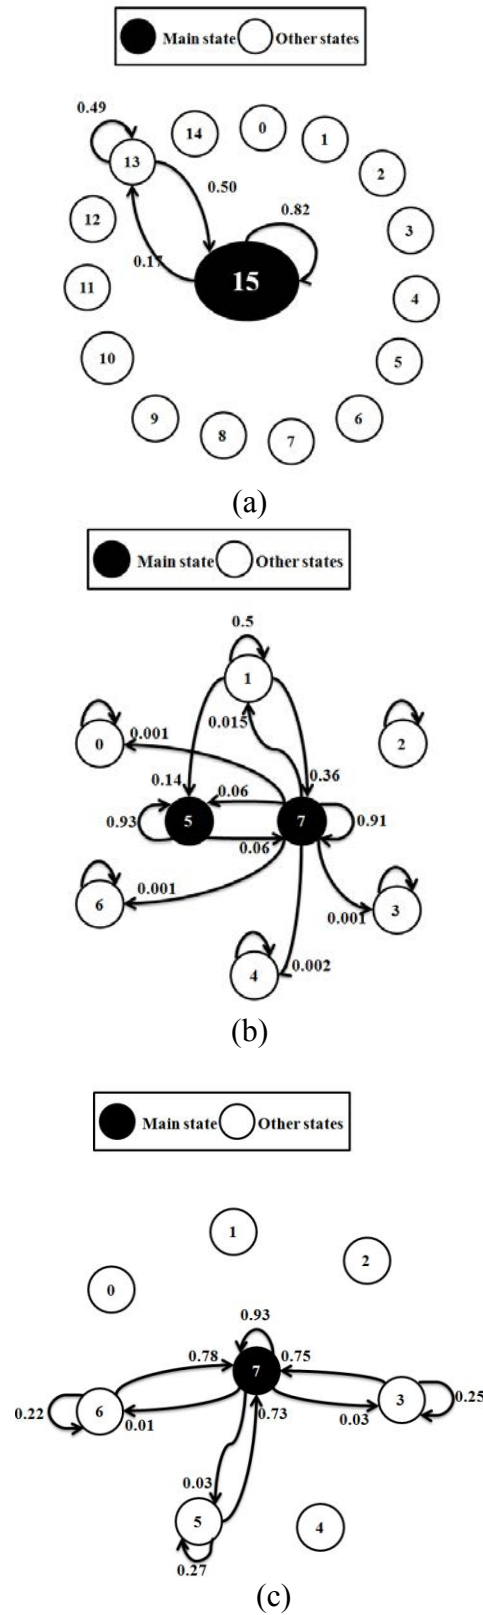 Main state Other states
0.49
14 0 1
13 2
0.50
12 0.82 3
0.17
15
11 4
10 5
9 6
8 7
(a)
Main state Other states
0.5
1
0.015
0 2
0.001
0.14 0.06 0.36
0.93 5 7 0.91
0.06
6 0.001 3
0.001
4 0.002
(b)
Main state Other states
1
2
0
0.93
0.78 7 0.75
0.22 6 3 0.25
0.01 0.73 0.03
0.03
5 4
0.27
(c)